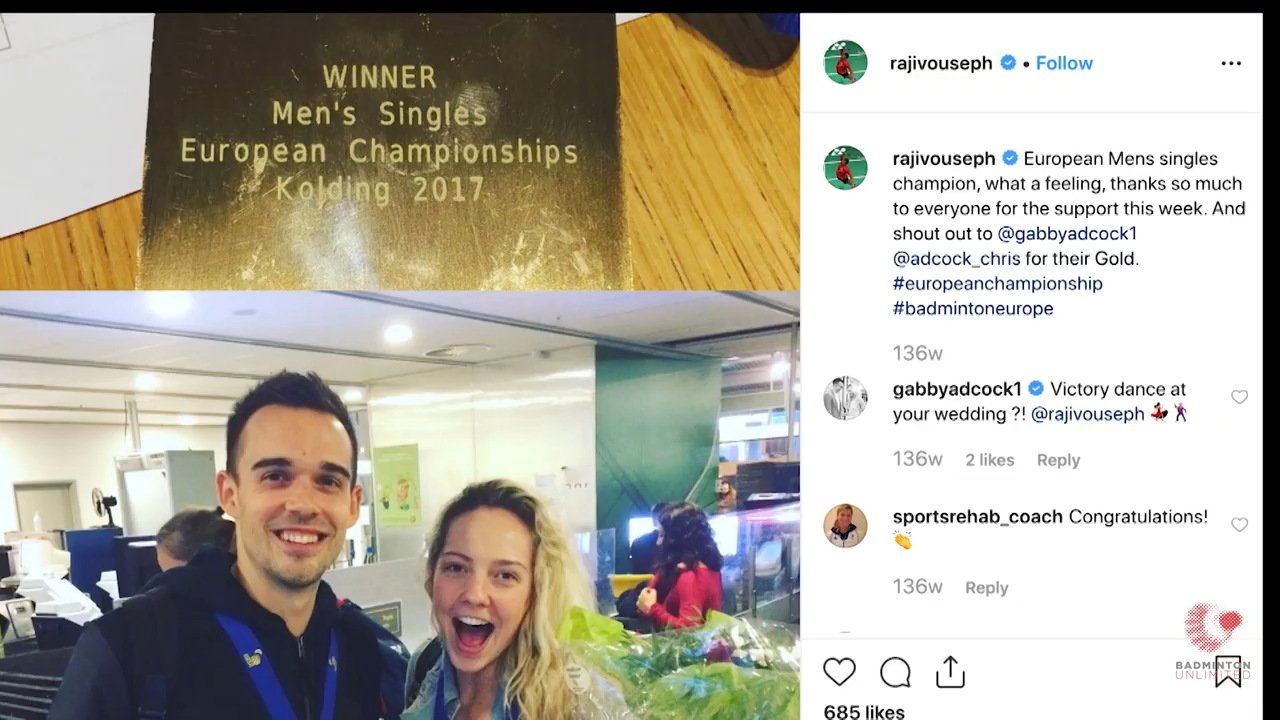 WINNER
Men's Singles
European Championships
Kolding 2017
rajivouseph • Follow
rajivouseph European Mens singles
champion, what a feeling, thanks so much
to everyone for the support this week. And
shout out to @gabbyadcock1
@adcock_chris for their Gold.
#europeanchampionship
#badmintoneurope
136w
gabbyadcock1 Victory dance at
your wedding ?! @rajivouseph 💃🕺
136w 2 likes Reply
sportsrehab_coach Congratulations!
👏
136w Reply
685 likes
BADMINTON
UNLIMITED